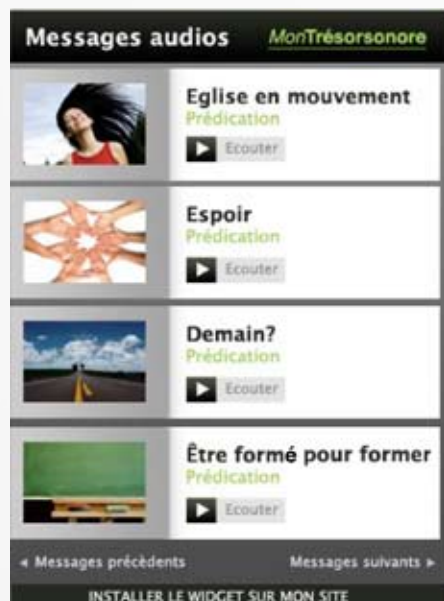 Messages audios MonTrésorsonore
Eglise en mouvement
Prédication
Ecouter
Espoir
Prédication
Ecouter
Demain?
Prédication
Ecouter
Être formé pour former
Prédication
Ecouter
◂ Messages précèdents Messages suivants ▸
INSTALLER LE WIDGET SUR MON SITE